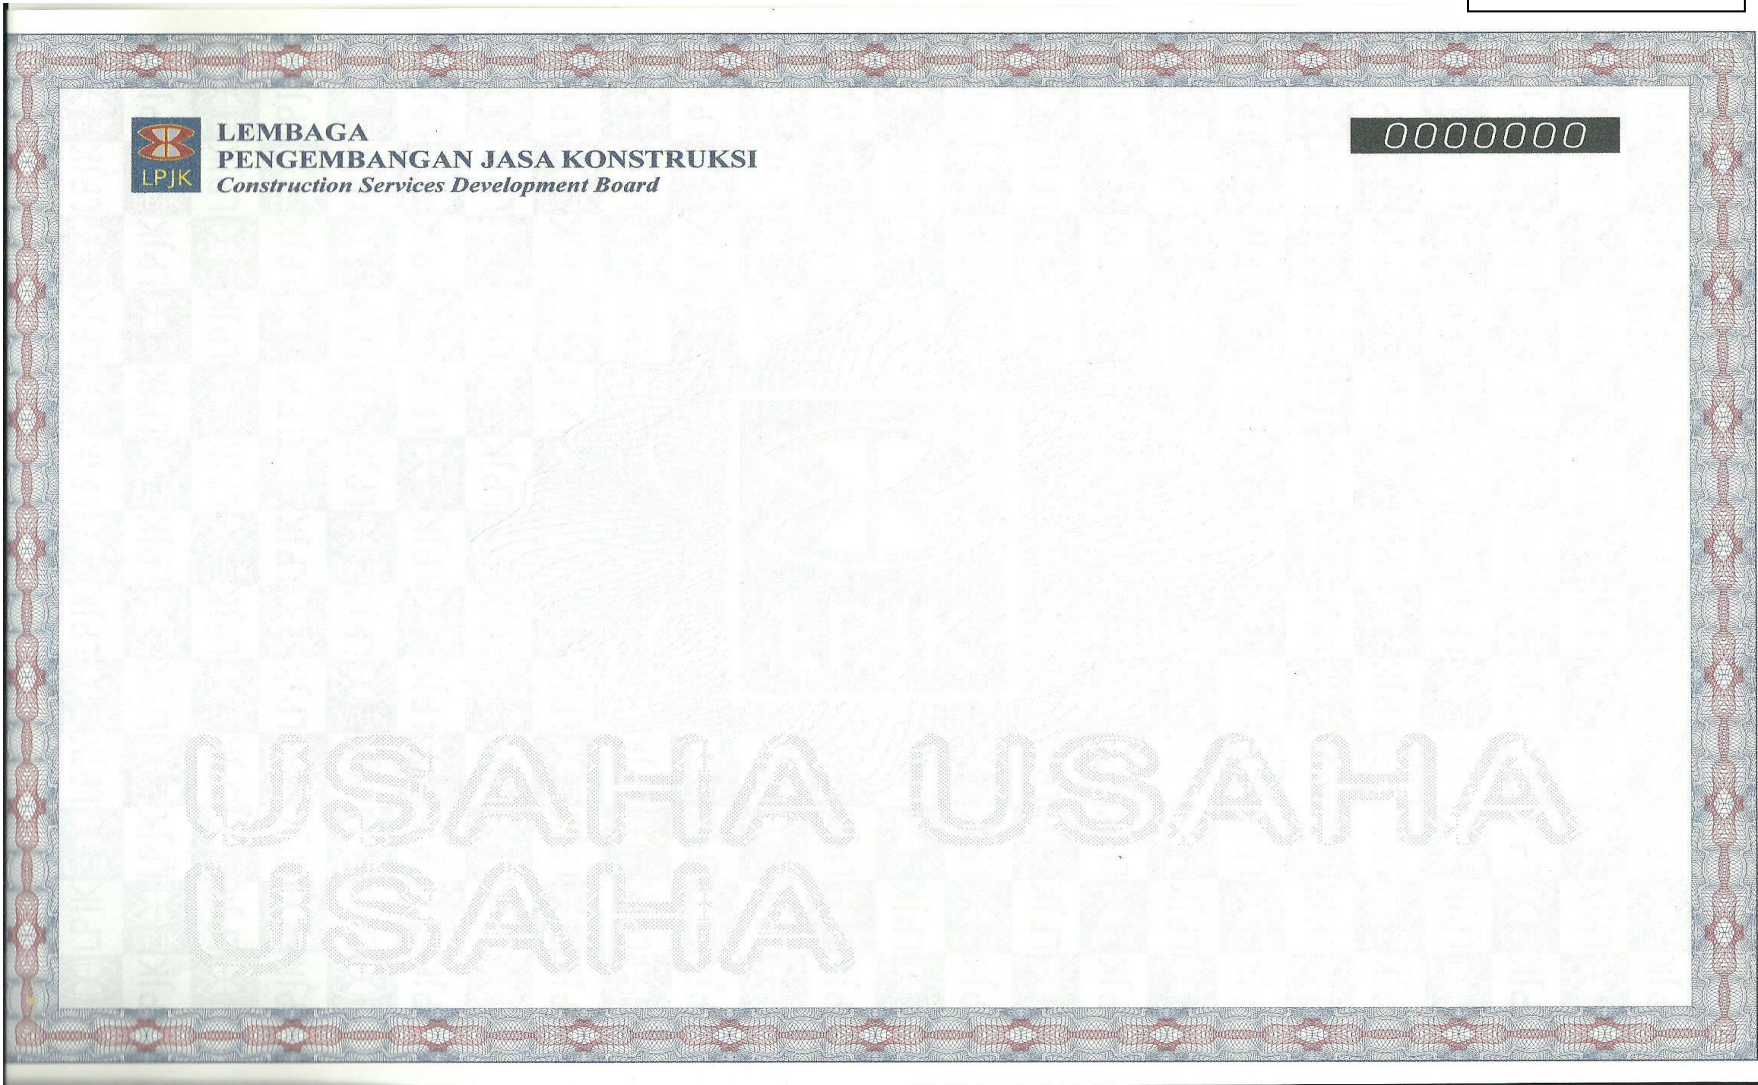 LEMBAGA
PENGEMBANGAN JASA KONSTRUKSI
Construction Services Development Board
LPJK
0000000
USAHA USAHA
USAHA